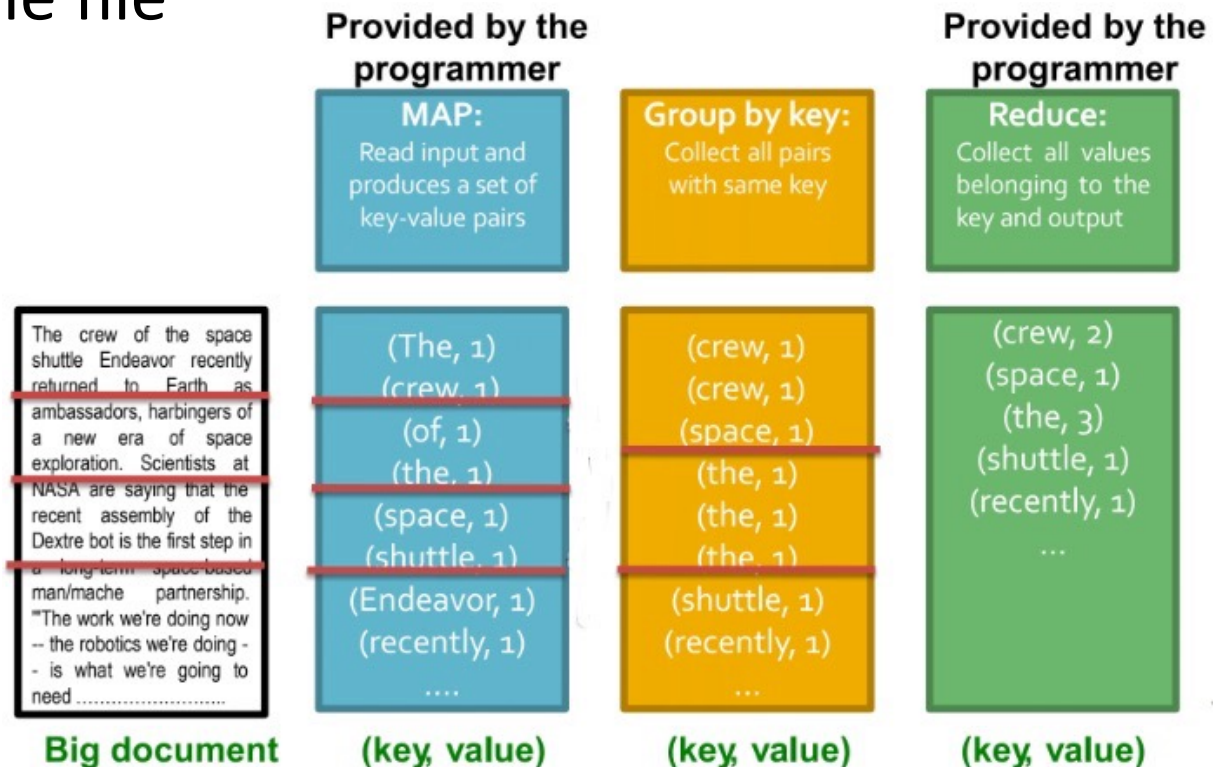 Provided by the
programmer
Provided by the
programmer
MAP:
Read input and
produces a set of
key-value pairs
Group by key:
Collect all pairs
with same key
Reduce:
Collect all values
belonging to the
key and output
The crew of the space
shuttle Endeavor recently
returned to Earth as
ambassadors, harbingers of
a new era of space
exploration. Scientists at
NASA are saying that the
recent assembly of the
Dextre bot is the first step in
a long-term space-based
man/mache partnership.
'"The work we're doing now
-- the robotics we're doing -
- is what we're going to
need ..........................
(The, 1)
(crew, 1)
(of, 1)
(the, 1)
(space, 1)
(shuttle, 1)
(Endeavor, 1)
(recently, 1)
....
(crew, 1)
(crew, 1)
(space, 1)
(the, 1)
(the, 1)
(the, 1)
(shuttle, 1)
(recently, 1)
...
(crew, 2)
(space, 1)
(the, 3)
(shuttle, 1)
(recently, 1)
...
Big document
(key, value)
(key, value)
(key, value)